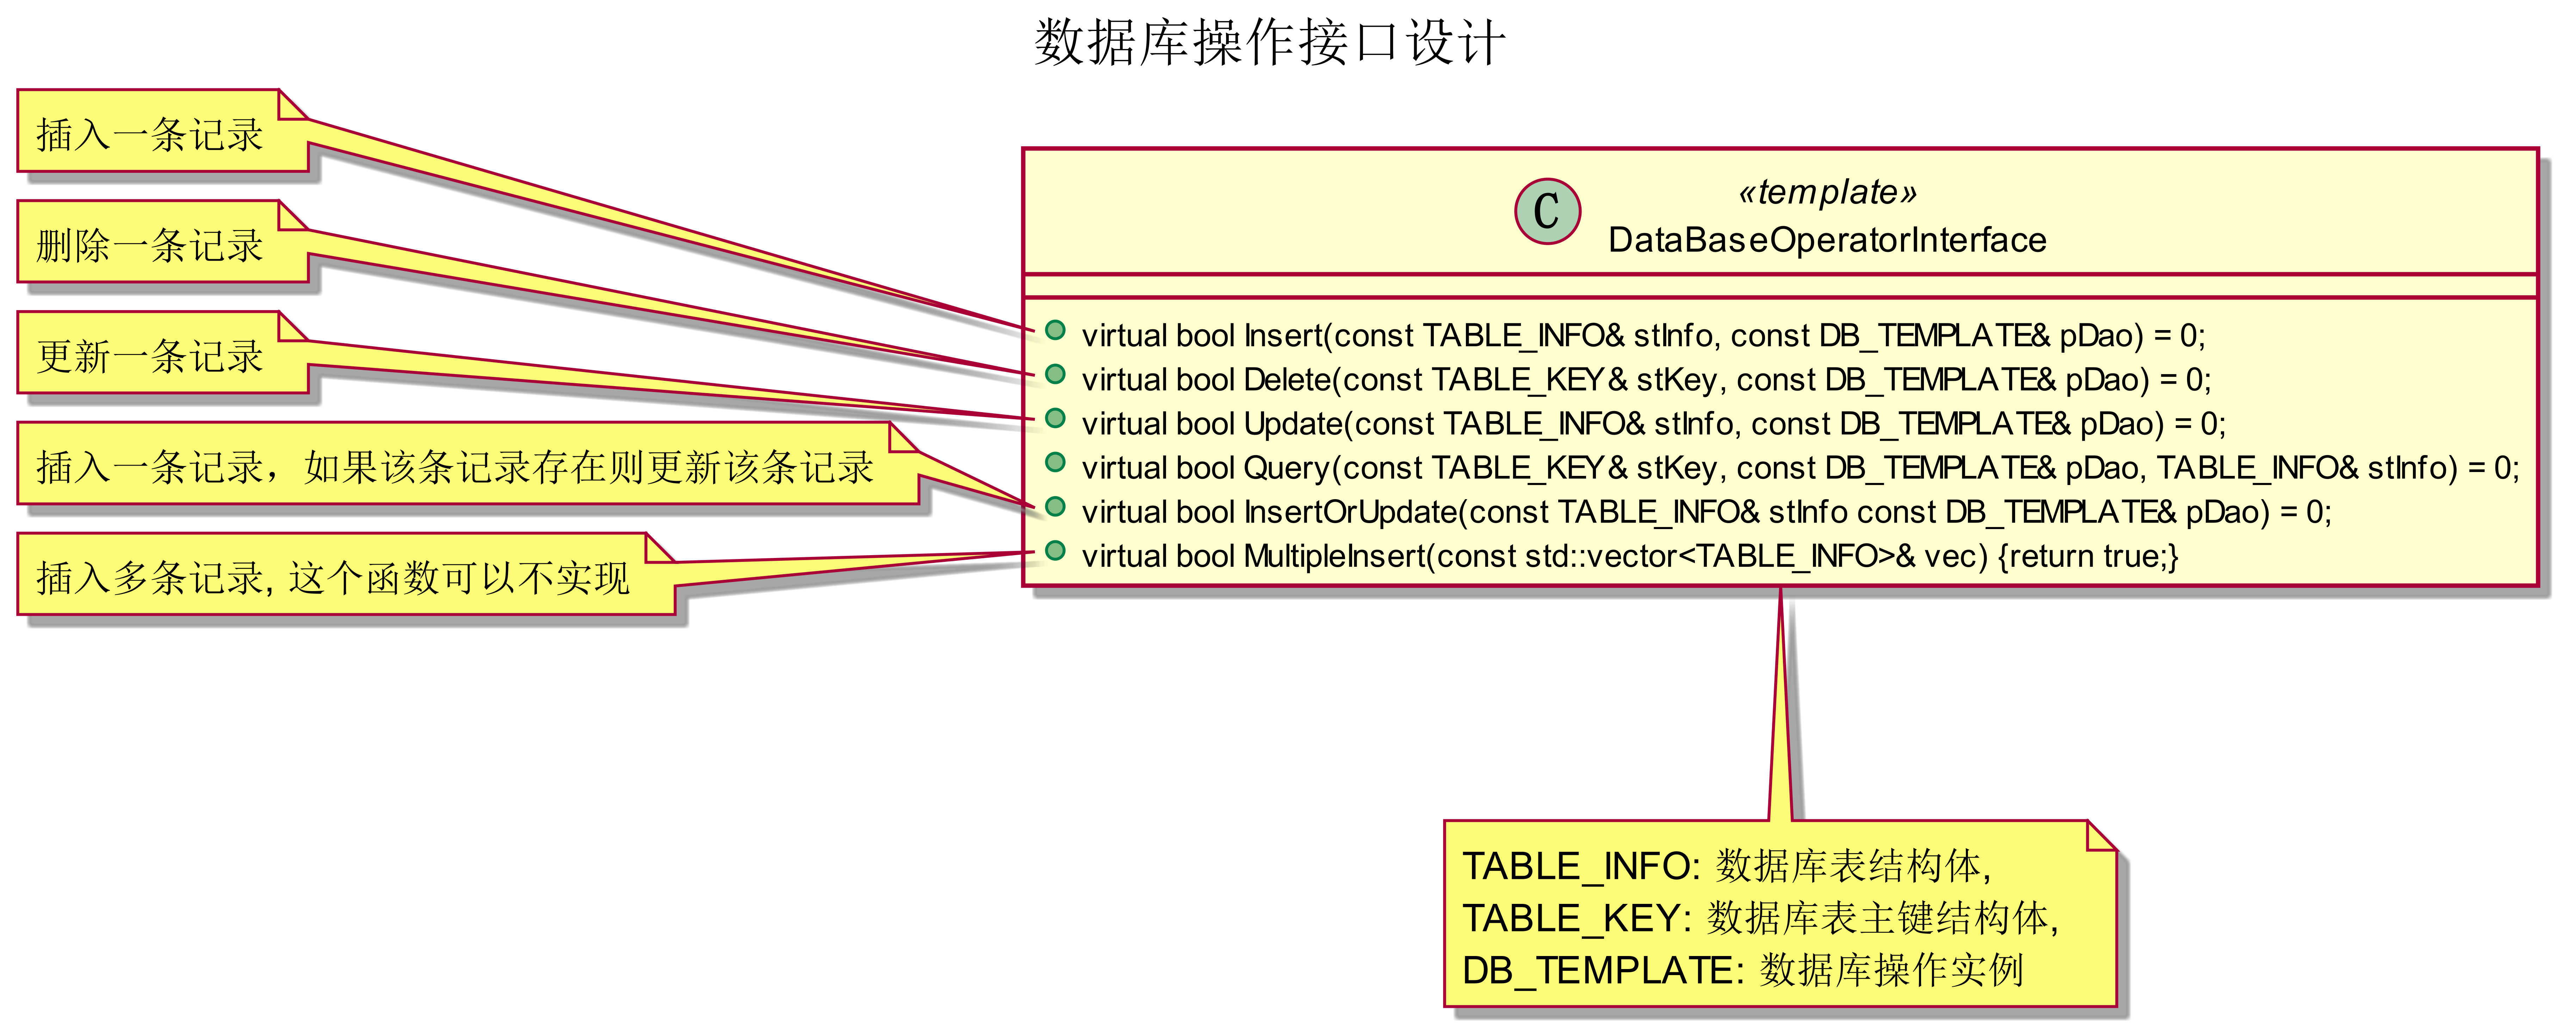 数据库操作接口设计
插入一条记录
删除一条记录
更新一条记录
插入一条记录，如果该条记录存在则更新该条记录
插入多条记录, 这个函数可以不实现
C
«template»
DataBaseOperatorInterface
virtual bool Insert(const TABLE_INFO& stInfo, const DB_TEMPLATE& pDao) = 0;
virtual bool Delete(const TABLE_KEY& stKey, const DB_TEMPLATE& pDao) = 0;
virtual bool Update(const TABLE_INFO& stInfo, const DB_TEMPLATE& pDao) = 0;
virtual bool Query(const TABLE_KEY& stKey, const DB_TEMPLATE& pDao, TABLE_INFO& stInfo) = 0;
virtual bool InsertOrUpdate(const TABLE_INFO& stInfo const DB_TEMPLATE& pDao) = 0;
virtual bool MultipleInsert(const std::vector<TABLE_INFO>& vec) {return true;}
TABLE_INFO: 数据库表结构体,
TABLE_KEY: 数据库表主键结构体,
DB_TEMPLATE: 数据库操作实例